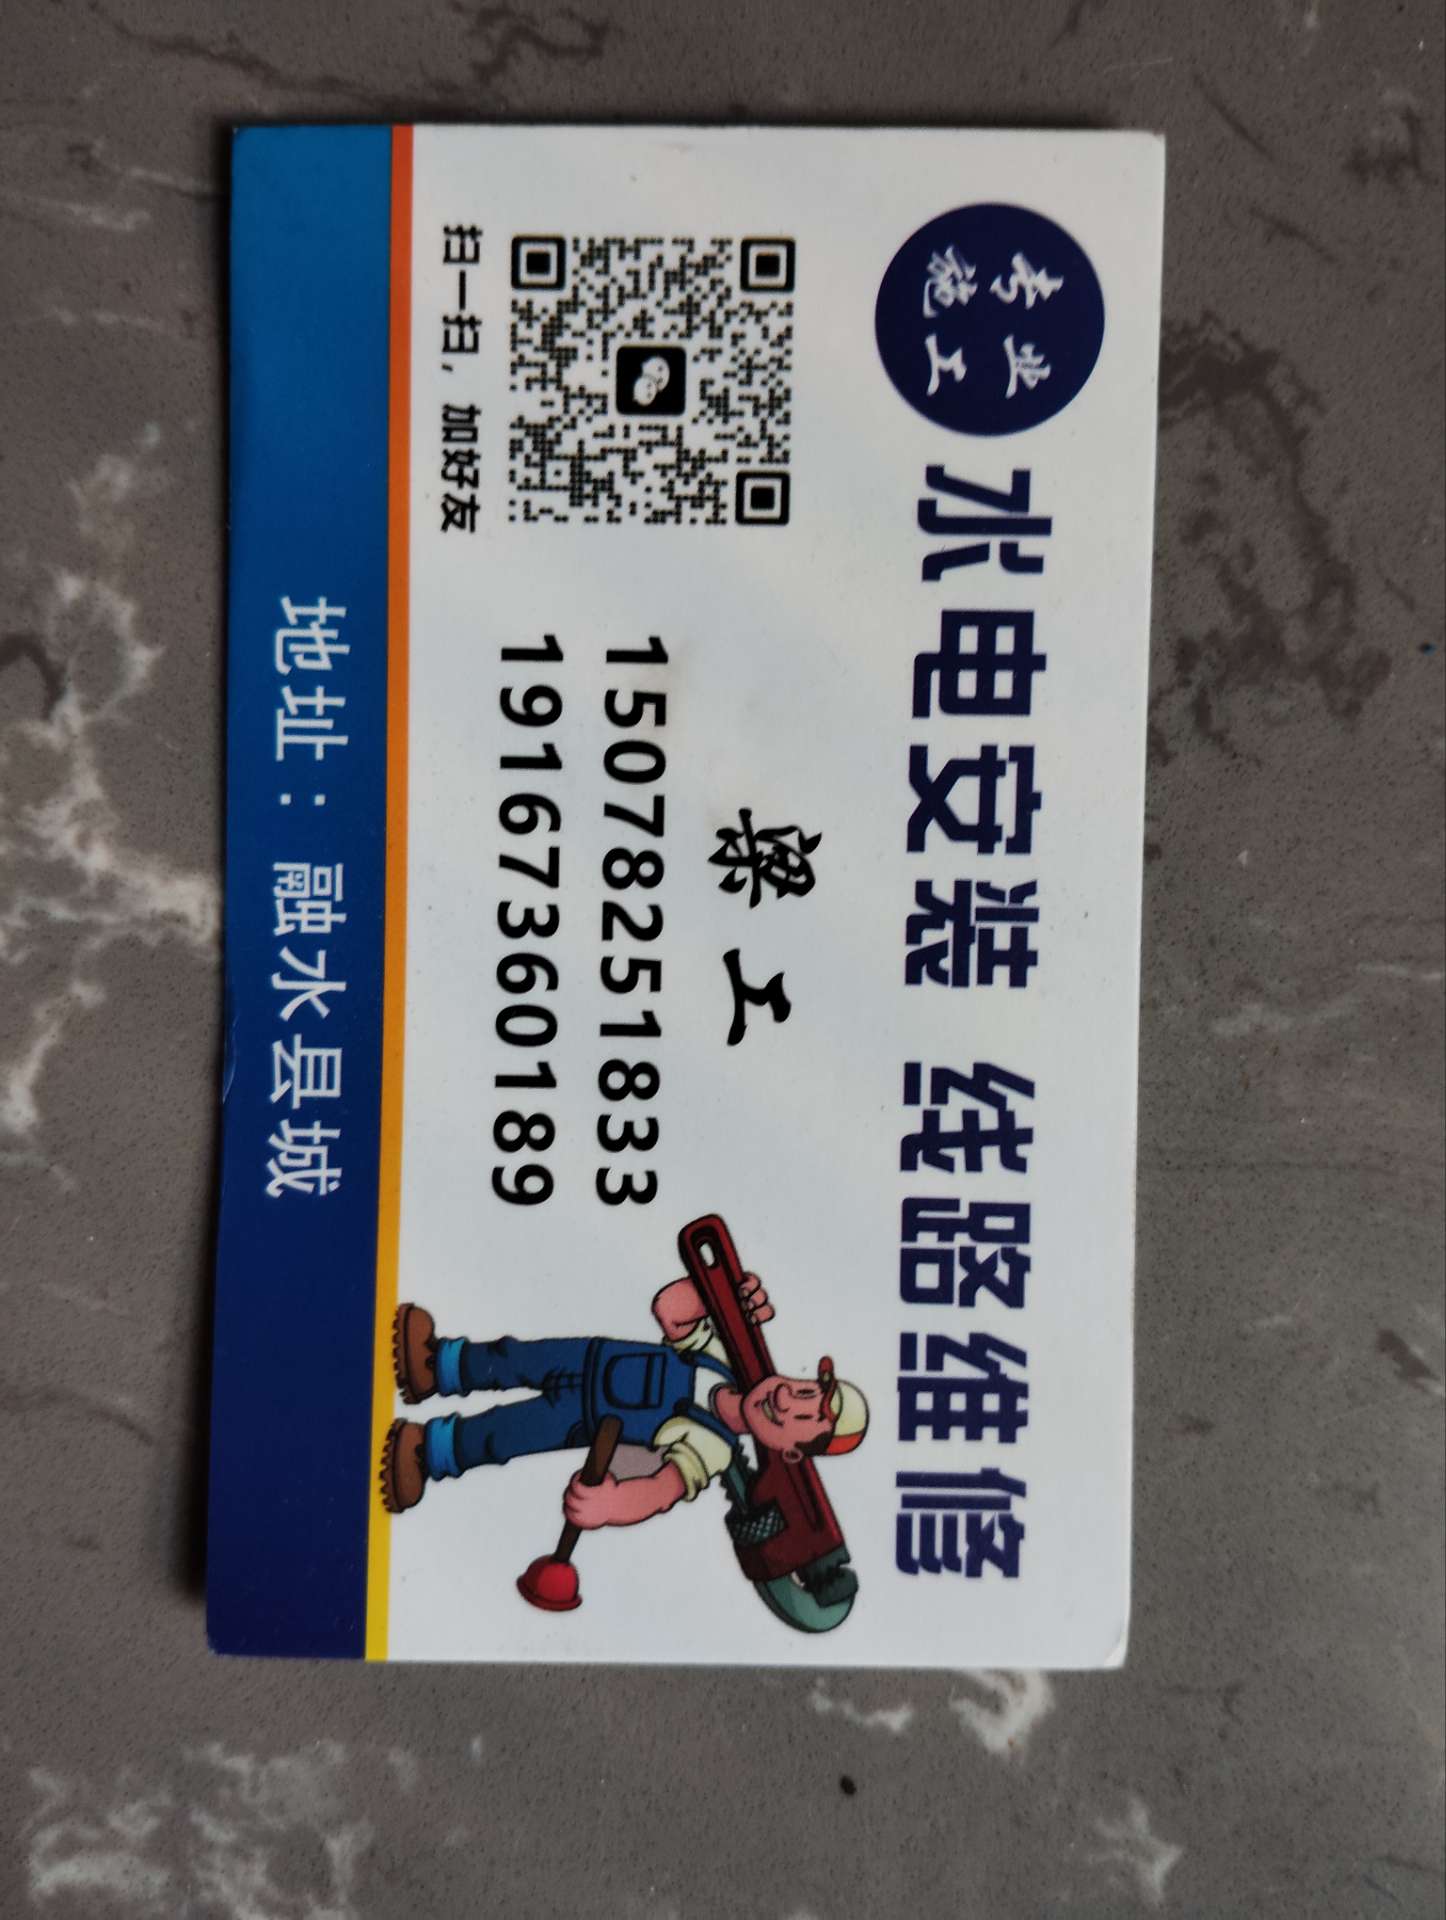 专业
施工
水电安装 线路维修
梁工
15078251833
19167360189
扫一扫，加好友
地址：融水县城